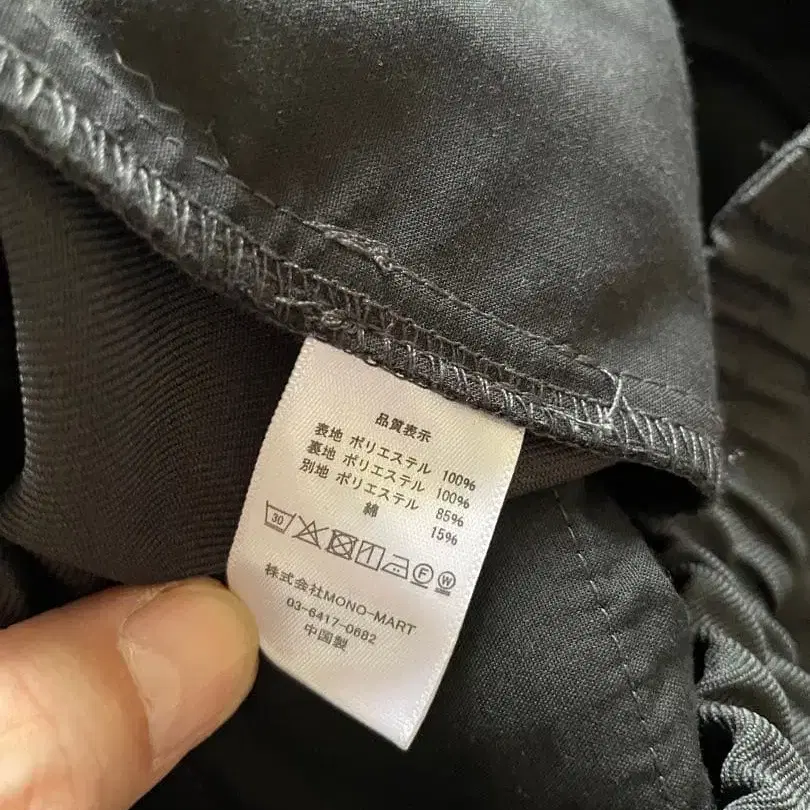 品質表示
表地 ポリエステル 100%
裏地 ポリエステル 100%
別地 ポリエステル 85%
綿 15%
30 F W
株式会社MONO-MART
03-6417-0682
中国製